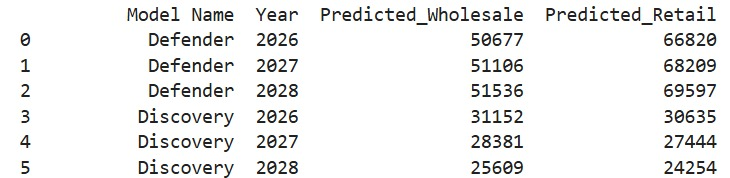 Model Name Year Predicted_Wholesale Predicted_Retail
0 Defender 2026 50677 66820
1 Defender 2027 51106 68209
2 Defender 2028 51536 69597
3 Discovery 2026 31152 30635
4 Discovery 2027 28381 27444
5 Discovery 2028 25609 24254